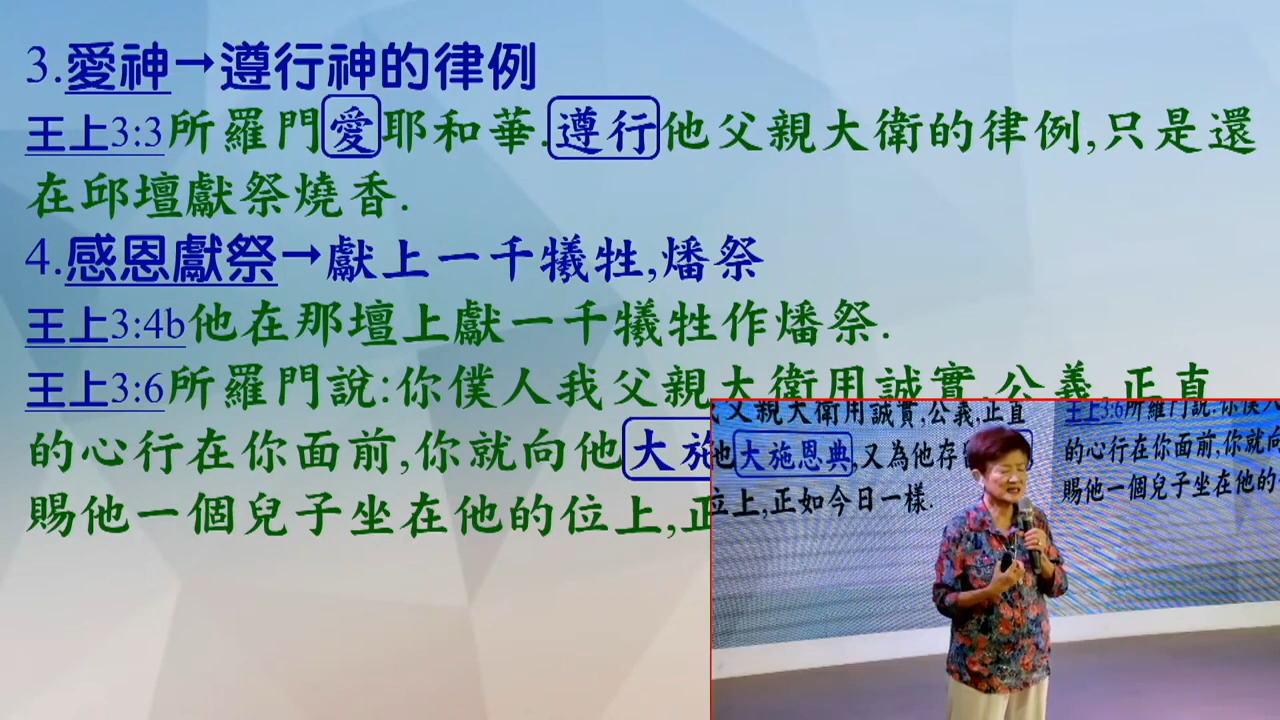 3.愛神→遵行神的律例
王上3:3所羅門愛耶和華.遵行他父親大衛的律例,只是還
在邱壇獻祭燒香.
4.感恩獻祭→獻上一千犧牲,燔祭
王上3:4b他在那壇上獻一千犧牲作燔祭.
王上3:6所羅門說:你僕人我父親大衛用誠實,公義,正直
的心行在你面前,你就向他大施
賜他一個兒子坐在他的位上,正
父親大衛用誠實,公義,正直
他大施恩典,又為他存
位上,正如今日一樣.
王上3:6所羅門說:你僕人
的心行在你面前,你就向
賜他一個兒子坐在他的